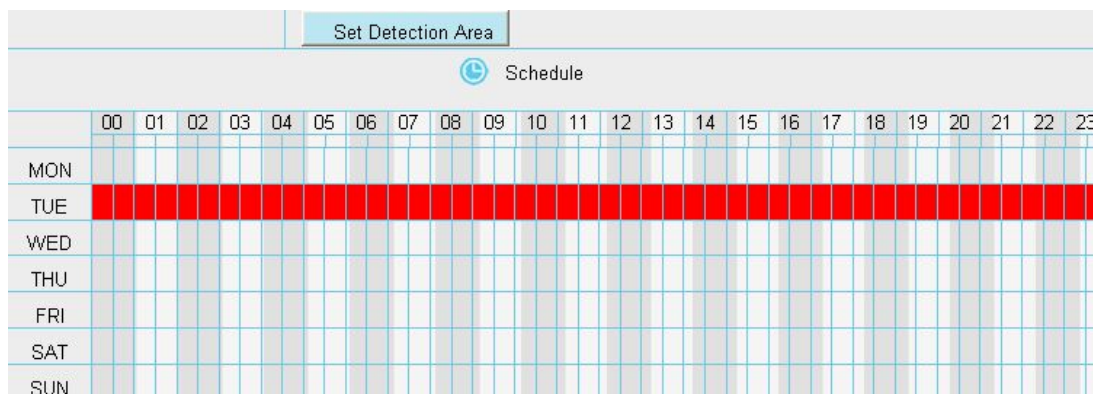 Set Detection Area
Schedule
00 01 02 03 04 05 06 07 08 09 10 11 12 13 14 15 16 17 18 19 20 21 22 23
MON
TUE
WED
THU
FRI
SAT
SUN